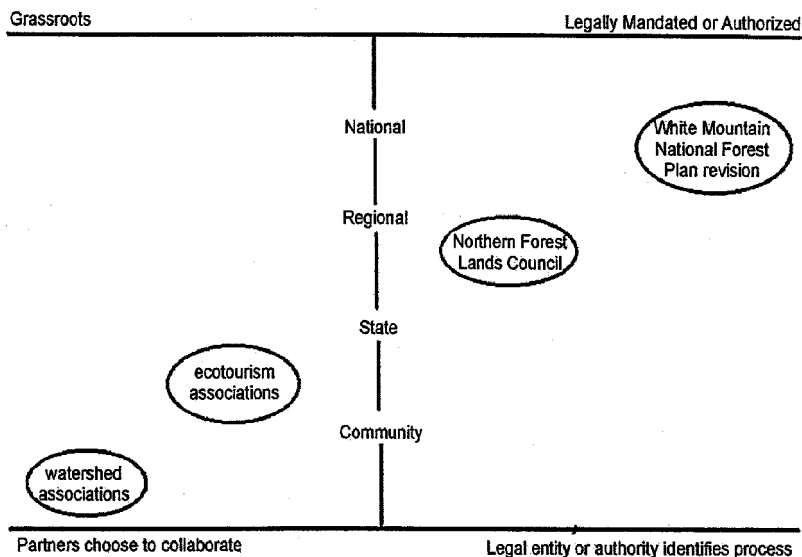 Grassroots
Legally Mandated or Authorized
National
White Mountain
National Forest
Plan revision
Regional
Northern Forest
Lands Council
State
ecotourism
associations
Community
watershed
associations
Partners choose to collaborate
Legal entity or authority identifies process